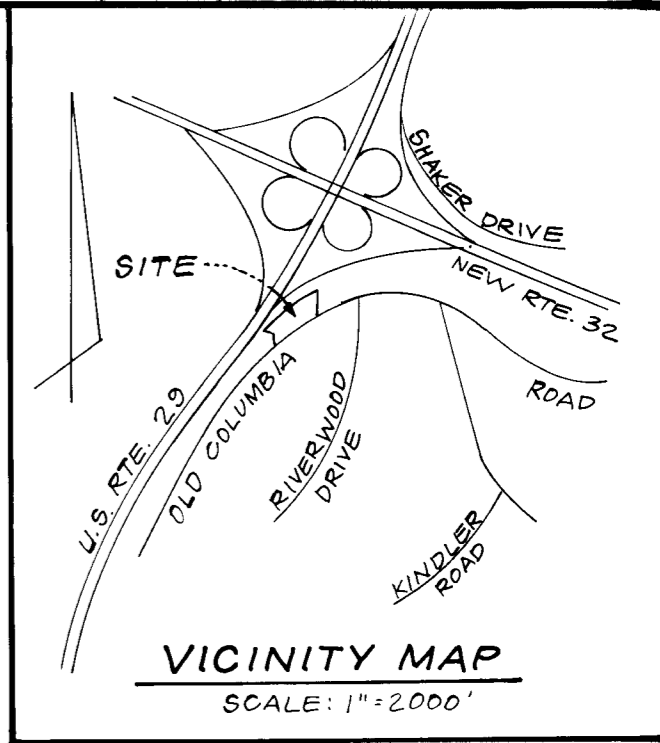 SHAKER DRIVE
SITE
NEW RTE. 32
U.S. RTE. 29
OLD COLUMBIA
ROAD
RIVERWOOD
DRIVE
KINDLER
ROAD
VICINITY MAP
SCALE: 1"=2000'